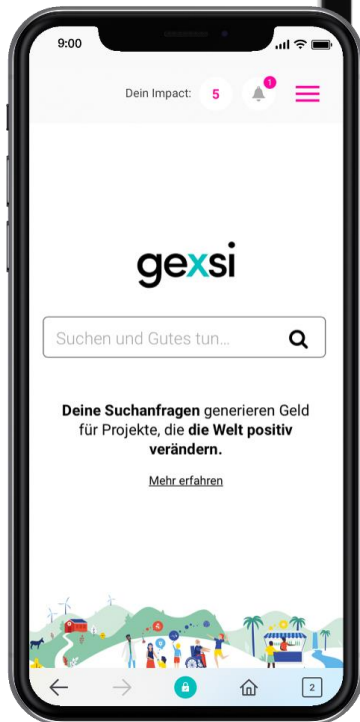 9:00
Dein Impact: 5
1
gexsi
Suchen und Gutes tun...
Deine Suchanfragen generieren Geld
für Projekte, die die Welt positiv
verändern.
Mehr erfahren
2